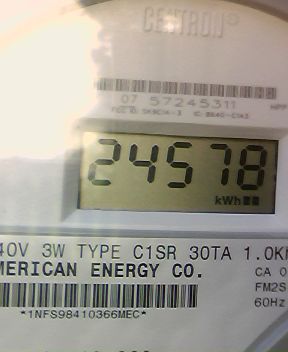 CENTRON®
07 57245311
24578
kWh
40V 3W TYPE C1SR 30TA 1.0K
MERICAN ENERGY CO.
CA 0
FM2S
60Hz
*1NFS98410366MEC*